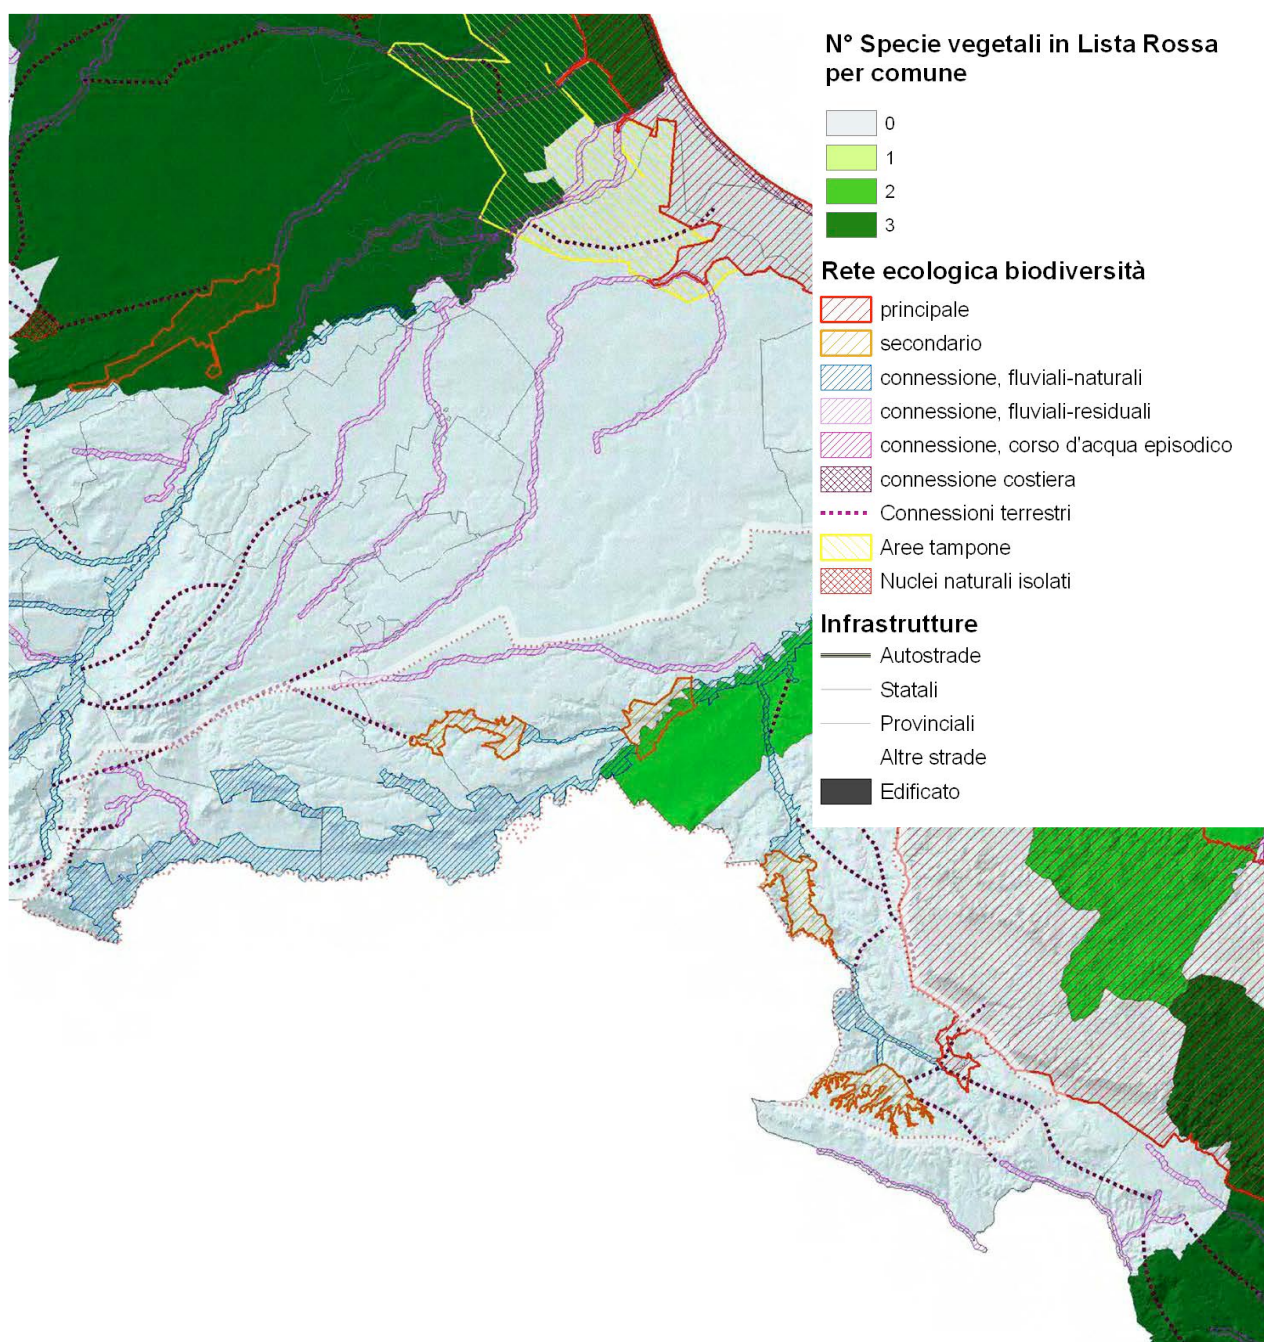 N° Specie vegetali in Lista Rossa
per comune
0
1
2
3
Rete ecologica biodiversità
principale
secondario
connessione, fluviali-naturali
connessione, fluviali-residuali
connessione, corso d'acqua episodico
connessione costiera
Connessioni terrestri
Aree tampone
Nuclei naturali isolati
Infrastrutture
Autostrade
Statali
Provinciali
Altre strade
Edificato